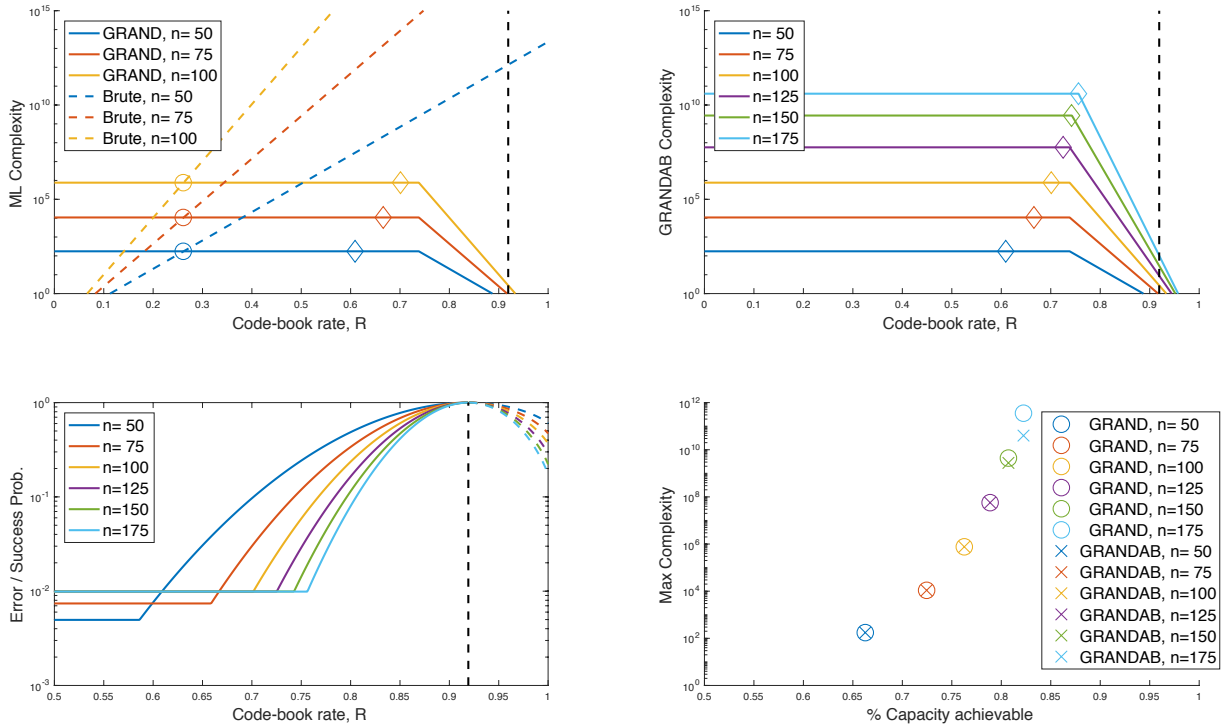 10^15
10^10
10^5
10^0
ML Complexity
GRAND, n= 50
GRAND, n= 75
GRAND, n=100
Brute, n= 50
Brute, n= 75
Brute, n=100
0 0.1 0.2 0.3 0.4 0.5 0.6 0.7 0.8 0.9 1
Code-book rate, R
10^15
10^10
10^5
10^0
GRANDAB Complexity
n= 50
n= 75
n=100
n=125
n=150
n=175
0 0.1 0.2 0.3 0.4 0.5 0.6 0.7 0.8 0.9 1
Code-book rate, R
10^0
10^-1
10^-2
10^-3
Error / Success Prob.
n= 50
n= 75
n=100
n=125
n=150
n=175
0.5 0.55 0.6 0.65 0.7 0.75 0.8 0.85 0.9 0.95 1
Code-book rate, R
10^12
10^10
10^8
10^6
10^4
10^2
10^0
Max Complexity
GRAND, n= 50
GRAND, n= 75
GRAND, n=100
GRAND, n=125
GRAND, n=150
GRAND, n=175
GRANDAB, n= 50
GRANDAB, n= 75
GRANDAB, n=100
GRANDAB, n=125
GRANDAB, n=150
GRANDAB, n=175
0.5 0.55 0.6 0.65 0.7 0.75 0.8 0.85 0.9 0.95 1
% Capacity achievable